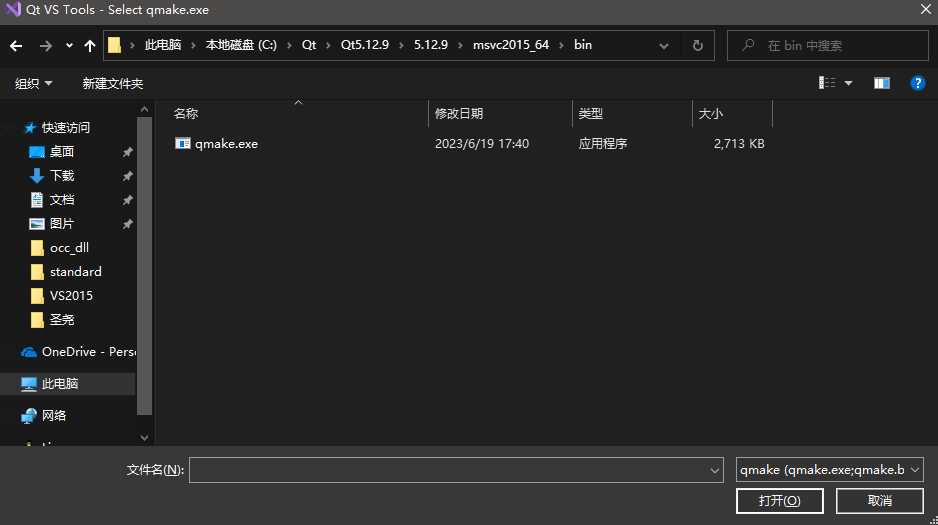 Qt VS Tools - Select qmake.exe
此电脑 本地磁盘 (C:) Qt Qt5.12.9 5.12.9 msvc2015_64 bin
在 bin 中搜索
组织 新建文件夹
名称 修改日期 类型 大小
qmake.exe 2023/6/19 17:40 应用程序 2,713 KB
快速访问
桌面
下载
文档
图片
occ_dll
standard
VS2015
圣尧
OneDrive - Pers
此电脑
网络
文件名(N):
qmake (qmake.exe;qmake.b
打开(O) 取消